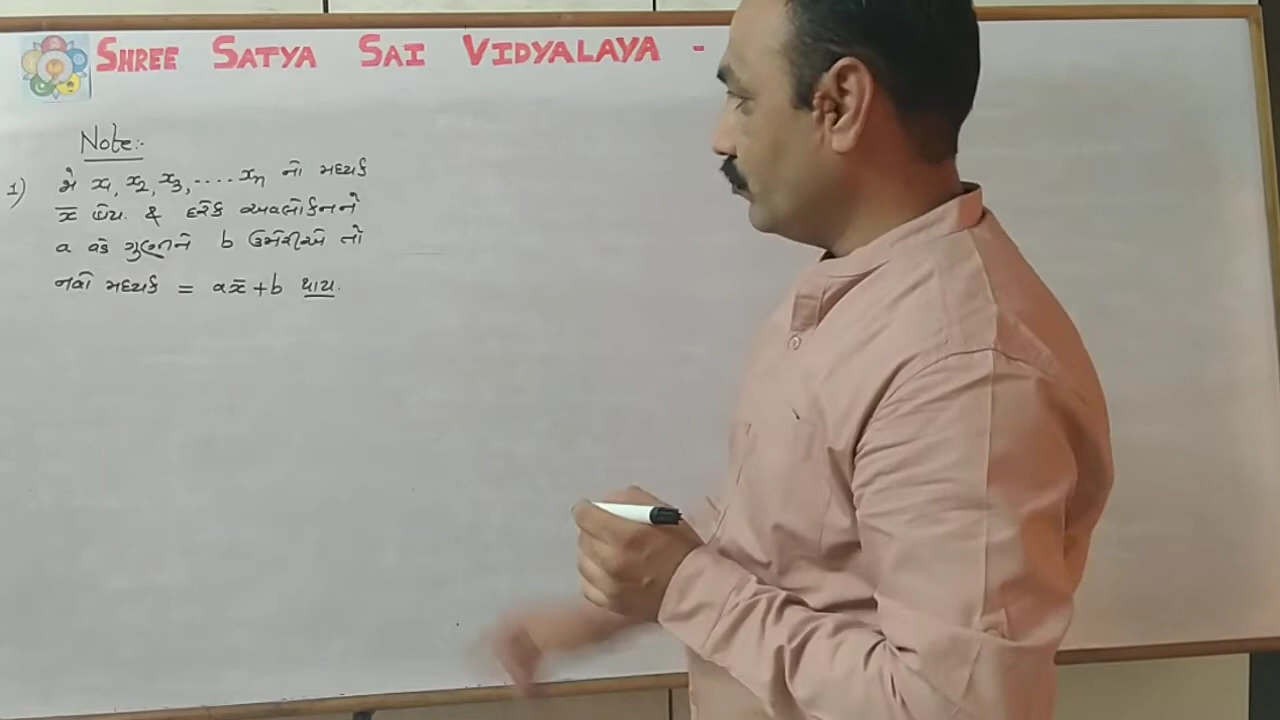 SHREE SATYA SAI VIDYALAYA -
Note:-
1) જો x₁, x₂, x₃, .... xₙ નો મધ્યક
x̄ હોય & દરેક અવલોકનને
a વડે ગુણીને b ઉમેરીએ તો
નવો મધ્યક = ax̄ + b થાય.